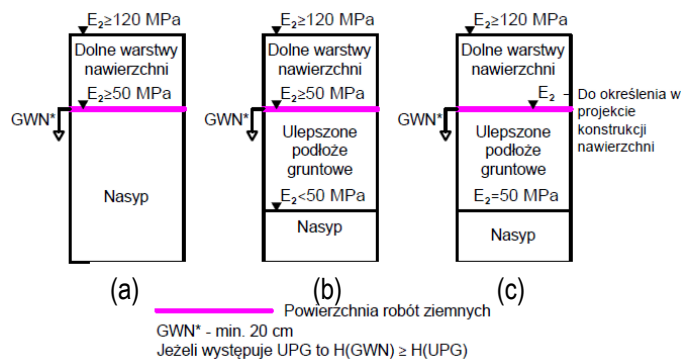 E₂≥120 MPa
Dolne warstwy
nawierzchni
E₂≥50 MPa
GWN*
Nasyp
(a)
E₂≥120 MPa
Dolne warstwy
nawierzchni
E₂≥50 MPa
GWN*
Ulepszone
podłoże
gruntowe
E₂<50 MPa
Nasyp
(b)
E₂≥120 MPa
Dolne warstwy
nawierzchni
E₂
– Do określenia w
projekcie
konstrukcji
nawierzchni
GWN*
Ulepszone
podłoże
gruntowe
E₂=50 MPa
Nasyp
(c)
Powierzchnia robót ziemnych
GWN* - min. 20 cm
Jeżeli występuje UPG to H(GWN) ≥ H(UPG)